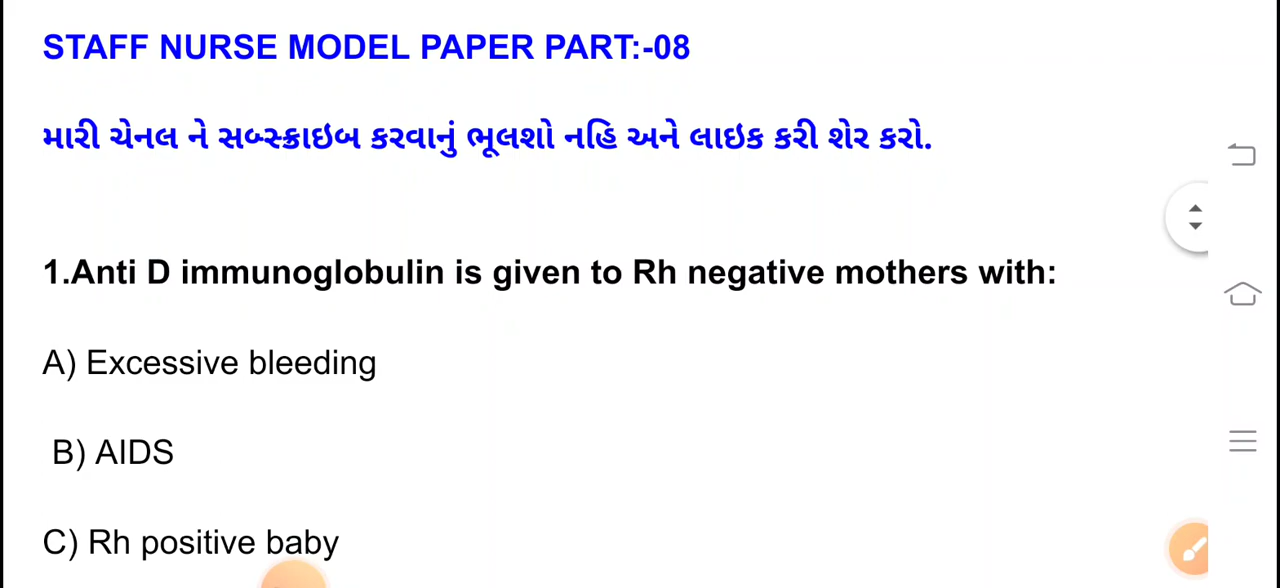 STAFF NURSE MODEL PAPER PART:-08
મારી ચેનલ ને સબ્સ્ક્રાઇબ કરવાનું ભૂલશો નહિ અને લાઇક કરી શેર કરો.
1.Anti D immunoglobulin is given to Rh negative mothers with:
A) Excessive bleeding
B) AIDS
C) Rh positive baby